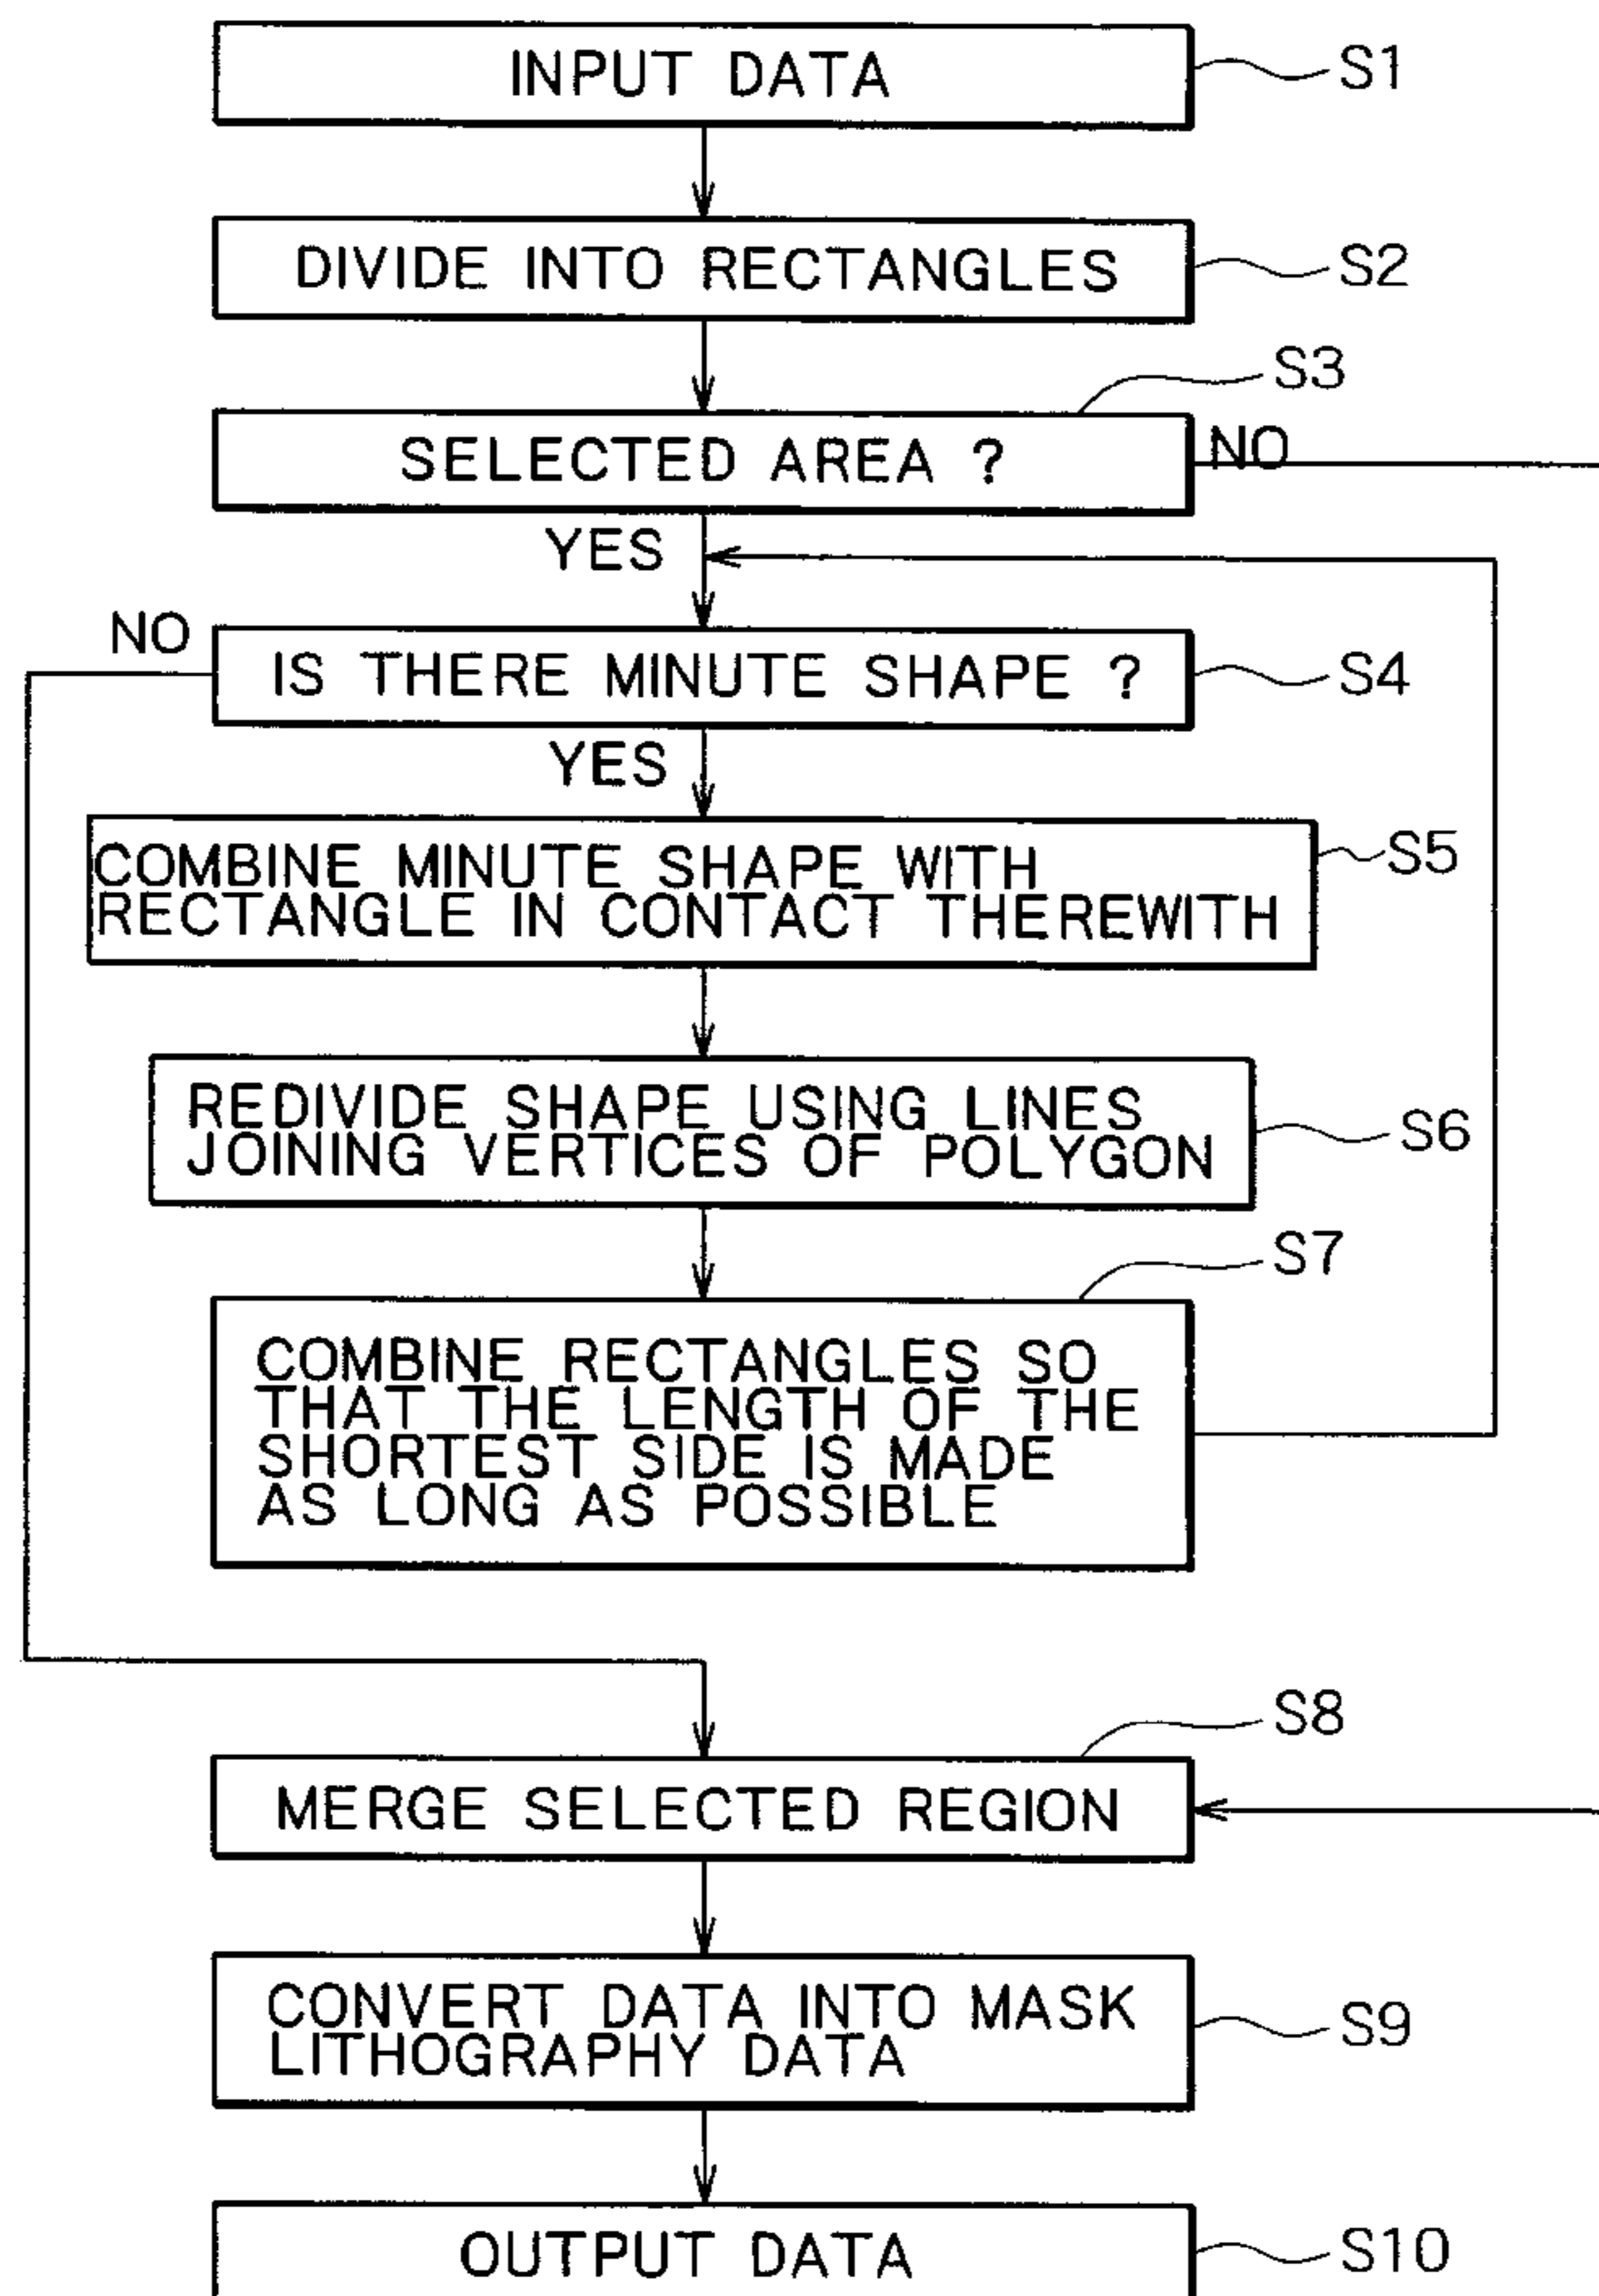 INPUT DATA
S1
DIVIDE INTO RECTANGLES
S2
S3
SELECTED AREA ?
NO
YES
NO
IS THERE MINUTE SHAPE ?
S4
YES
COMBINE MINUTE SHAPE WITH
RECTANGLE IN CONTACT THEREWITH
S5
REDIVIDE SHAPE USING LINES
JOINING VERTICES OF POLYGON
S6
S7
COMBINE RECTANGLES SO
THAT THE LENGTH OF THE
SHORTEST SIDE IS MADE
AS LONG AS POSSIBLE
S8
MERGE SELECTED REGION
CONVERT DATA INTO MASK
LITHOGRAPHY DATA
S9
OUTPUT DATA
S10